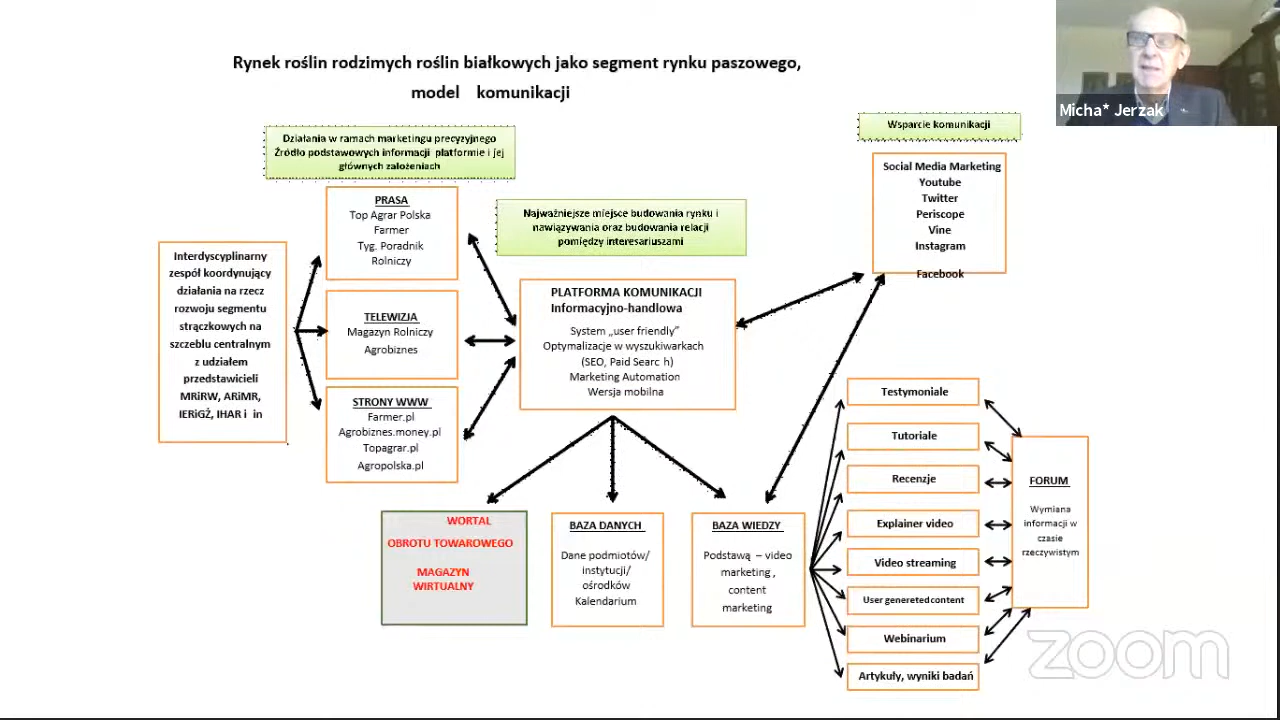 Rynek roślin rodzimych roślin białkowych jako segment rynku paszowego,
model komunikacji
Micha* Jerzak
Działania w ramach marketingu precyzyjnego
Źródło podstawowych informacji platformie i jej
głównych założeniach
Wsparcie komunikacji
Social Media Marketing
Youtube
Twitter
Periscope
Vine
Instagram
Facebook
PRASA
Top Agrar Polska
Farmer
Tyg. Poradnik
Rolniczy
Najważniejsze miejsce budowania rynku i
nawiązywania oraz budowania relacji
pomiędzy interesariuszami
Interdyscyplinarny
zespół koordynujący
działania na rzecz
rozwoju segmentu
strączkowych na
szczeblu centralnym
z udziałem
przedstawicieli
MRiRW, ARiMR,
IERiGŻ, IHAR i in
TELEWIZJA
Magazyn Rolniczy
Agrobiznes
PLATFORMA KOMUNIKACJI
Informacyjno-handlowa
System „user friendly”
Optymalizacje w wyszukiwarkach
(SEO, Paid Searc h)
Marketing Automation
Wersja mobilna
STRONY WWW
Farmer.pl
Agrobiznes.money.pl
Topagrar.pl
Agropolska.pl
WORTAL
OBROTU TOWAROWEGO
MAGAZYN
WIRTUALNY
BAZA DANYCH
Dane podmiotów/
instytucji/
ośrodków
Kalendarium
BAZA WIEDZY
Podstawą – video
marketing ,
content
marketing
Testymoniale
Tutoriale
Recenzje
Explainer video
Video streaming
User genereted content
Webinarium
Artykuły, wyniki badań
FORUM
Wymiana
informacji w
czasie
rzeczywistym
zoom